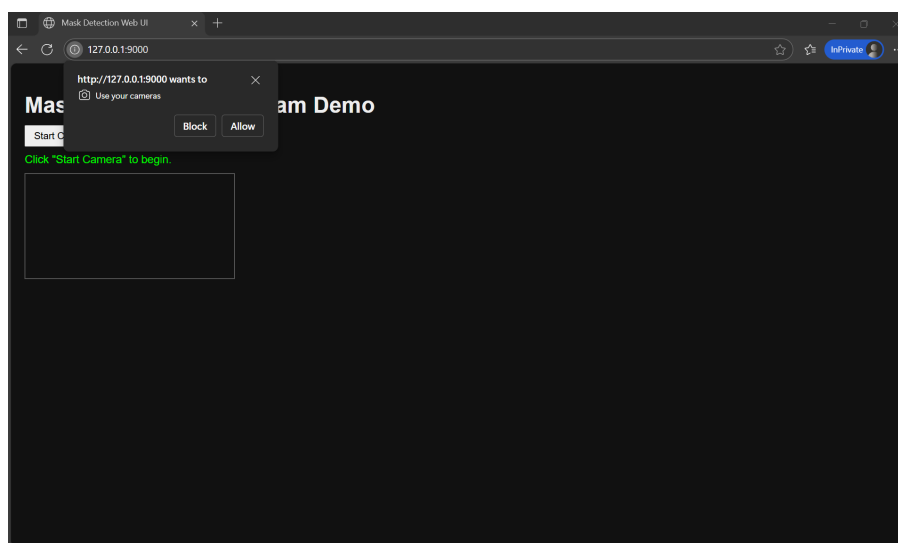 Mask Detection Web UI
127.0.0.1:9000
InPrivate
http://127.0.0.1:9000 wants to
Use your cameras
Block Allow
Mas am Demo
Start C
Click "Start Camera" to begin.